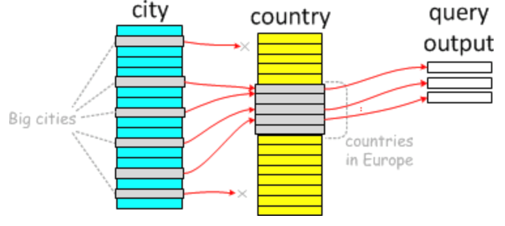 city
country
query
output
Big cities
countries
in Europe